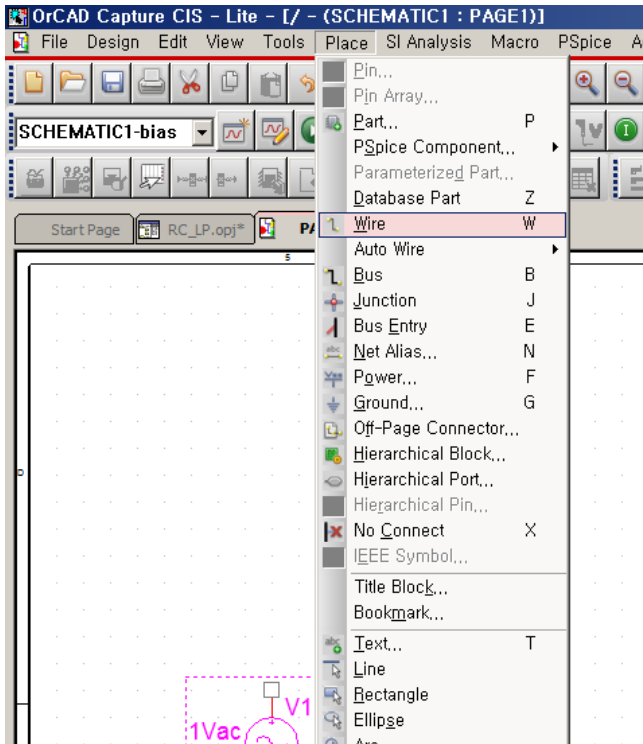 OrCAD Capture CIS - Lite - [/ - (SCHEMATIC1 : PAGE1)]
File Design Edit View Tools Place SI Analysis Macro PSpice
SCHEMATIC1-bias
Start Page RC_LP.opj*
5
Pin...
Pin Array...
Part... P
PSpice Component...
Parameterized Part...
Database Part Z
Wire W
Auto Wire
Bus B
Junction J
Bus Entry E
Net Alias... N
Power... F
Ground... G
Off-Page Connector...
Hierarchical Block...
Hierarchical Port...
Hierarchical Pin...
No Connect X
IEEE Symbol...
Title Block...
Bookmark...
Text... T
Line
Rectangle
Ellipse
V1
1Vac